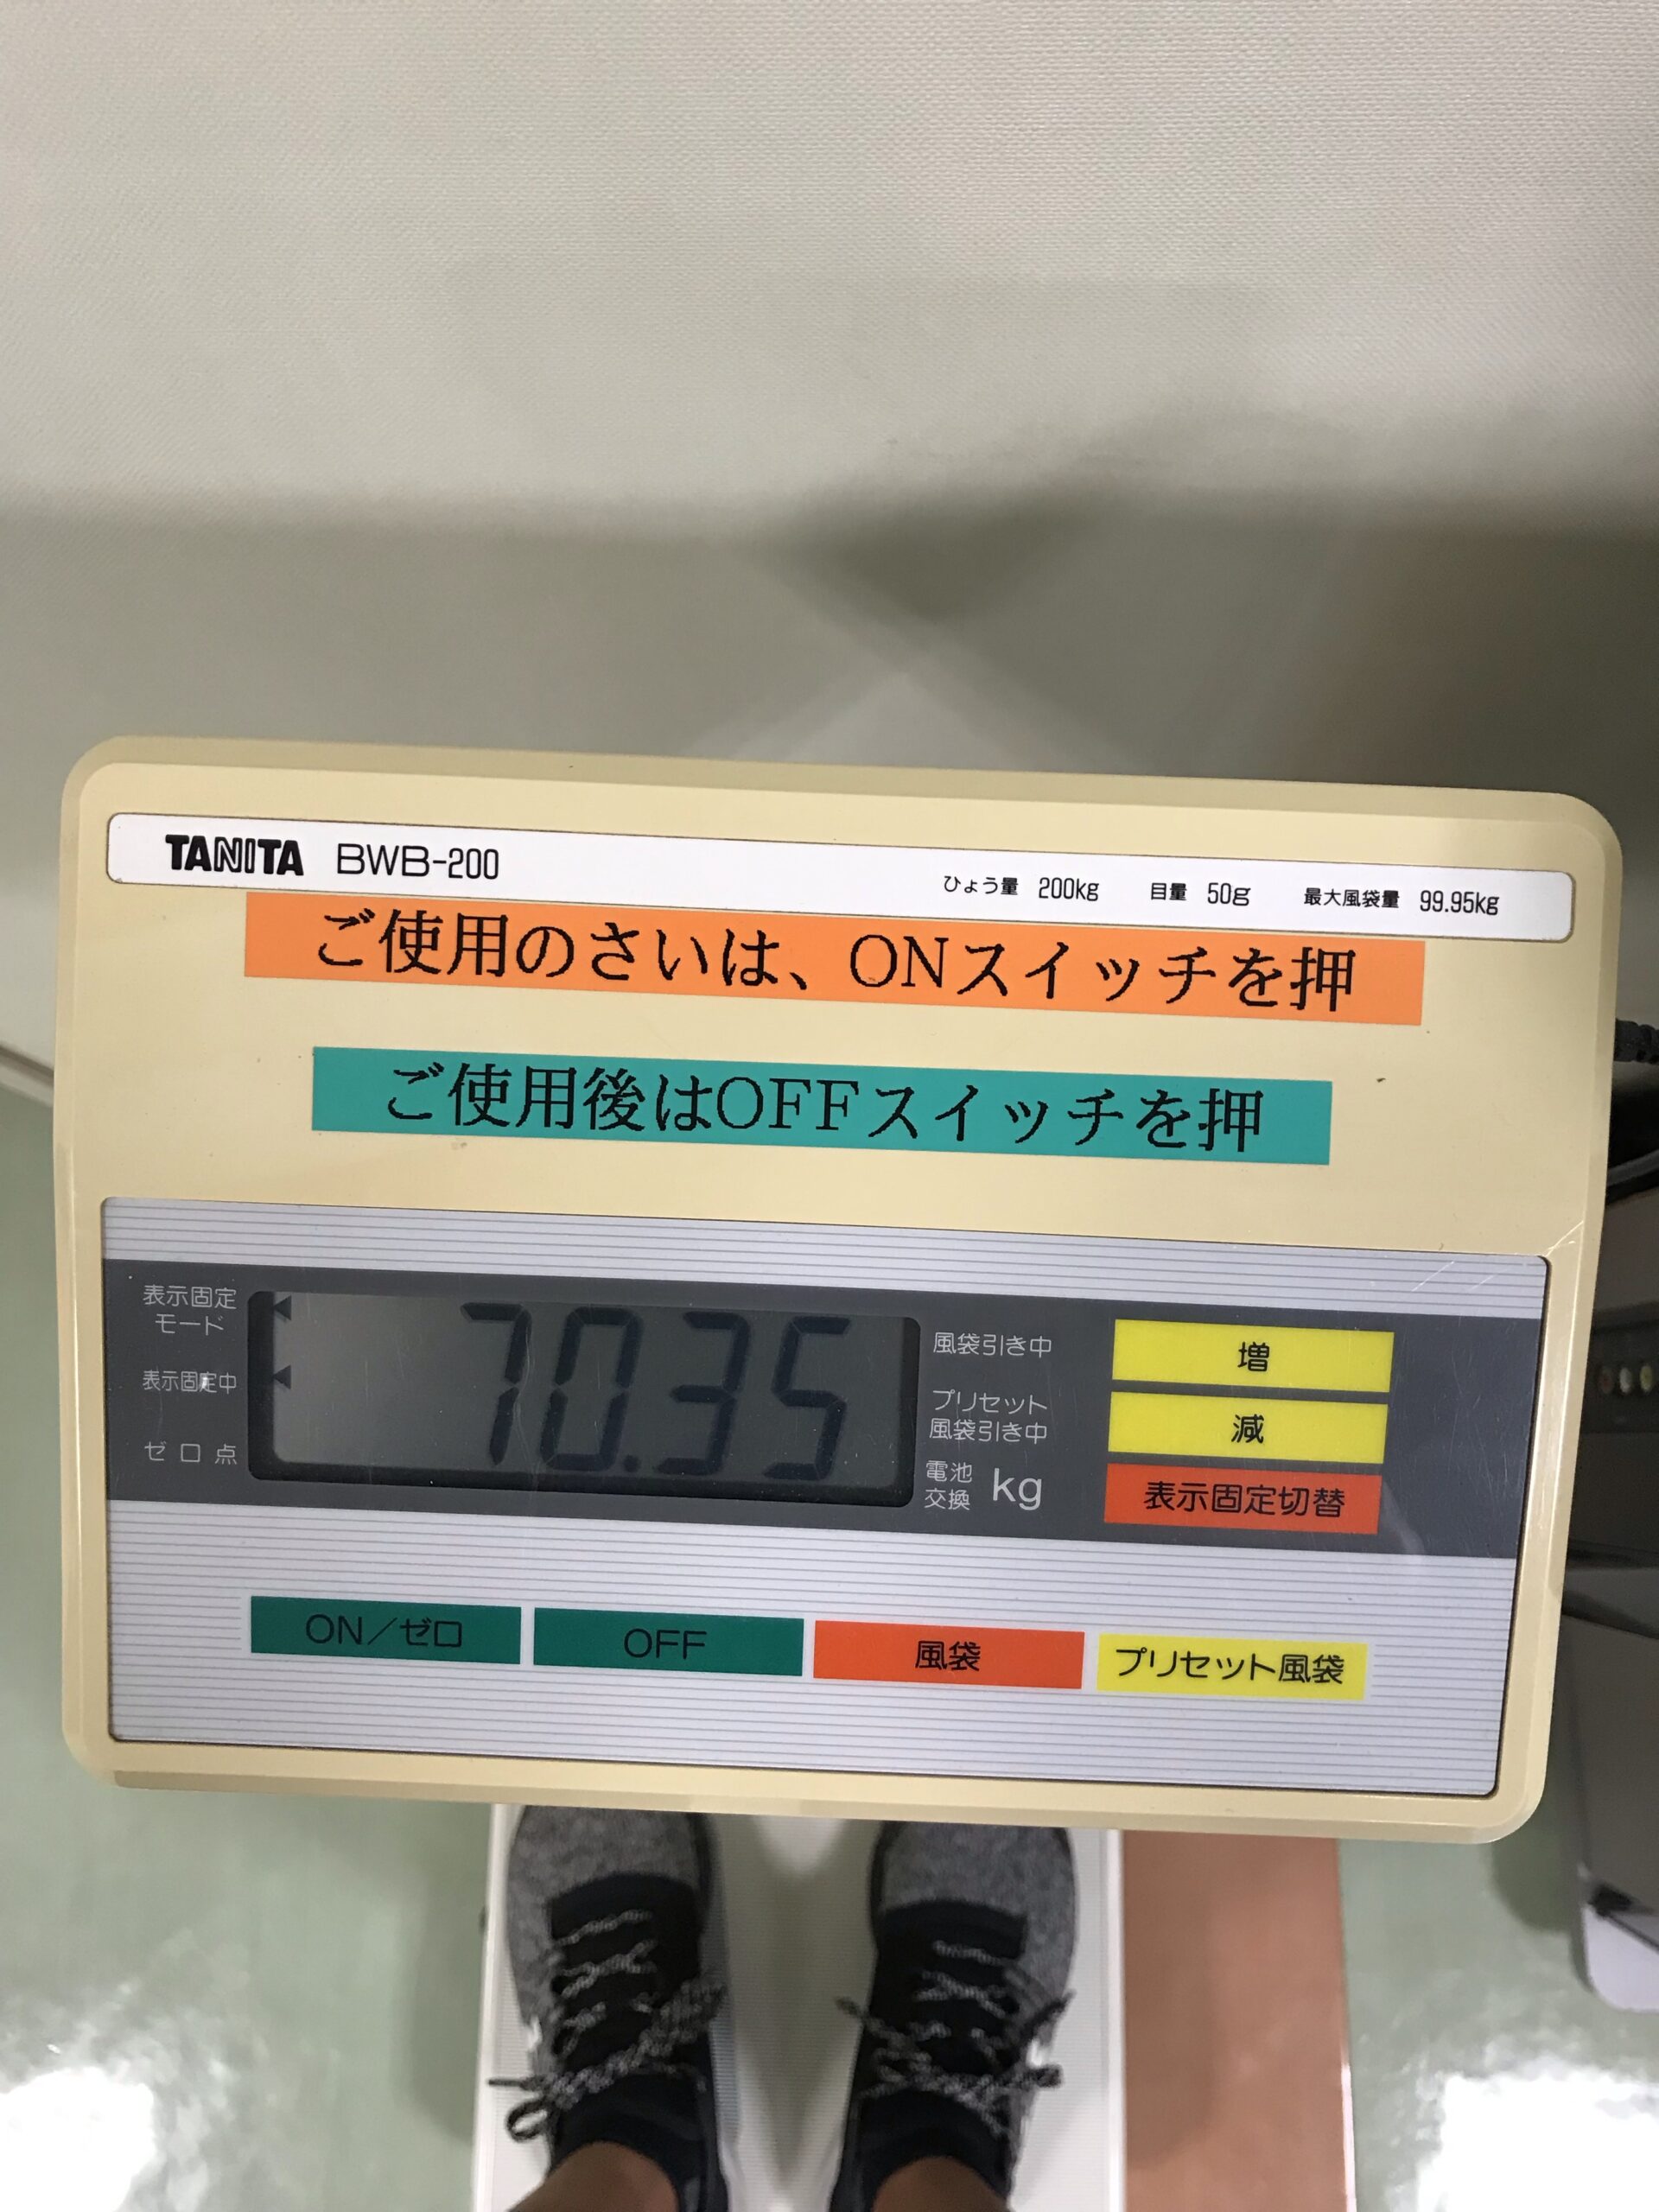 TANITA BWB-200 ひょう量 200kg 目量 50g 最大風袋量 99.95kg
ご使用のさいは、ONスイッチを押
ご使用後はOFFスイッチを押
表示固定
モード
表示固定中
ゼロ点
70.35
風袋引き中
プリセット
風袋引き中
電池
交換
kg
増
減
表示固定切替
ON/ゼロ OFF 風袋 プリセット風袋